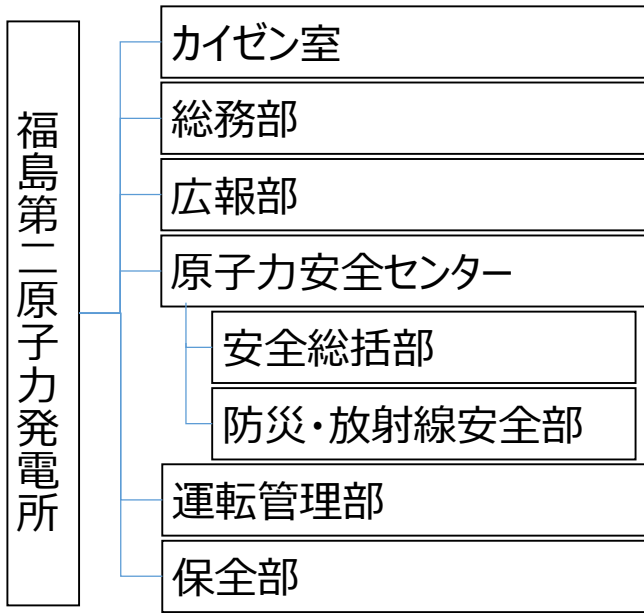 福島第二原子力発電所
カイゼン室
総務部
広報部
原子力安全センター
安全総括部
防災・放射線安全部
運転管理部
保全部